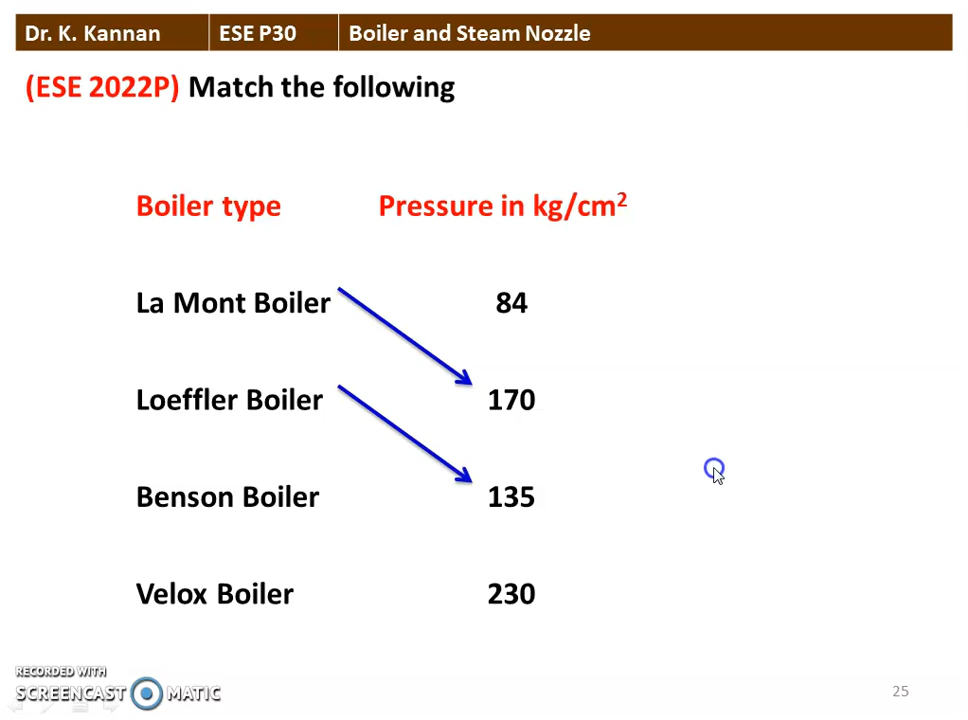 Dr. K. Kannan ESE P30 Boiler and Steam Nozzle
(ESE 2022P) Match the following
Boiler type Pressure in kg/cm²
La Mont Boiler 84
Loeffler Boiler 170
Benson Boiler 135
Velox Boiler 230
RECORDED WITH
SCREENCAST MATIC
25